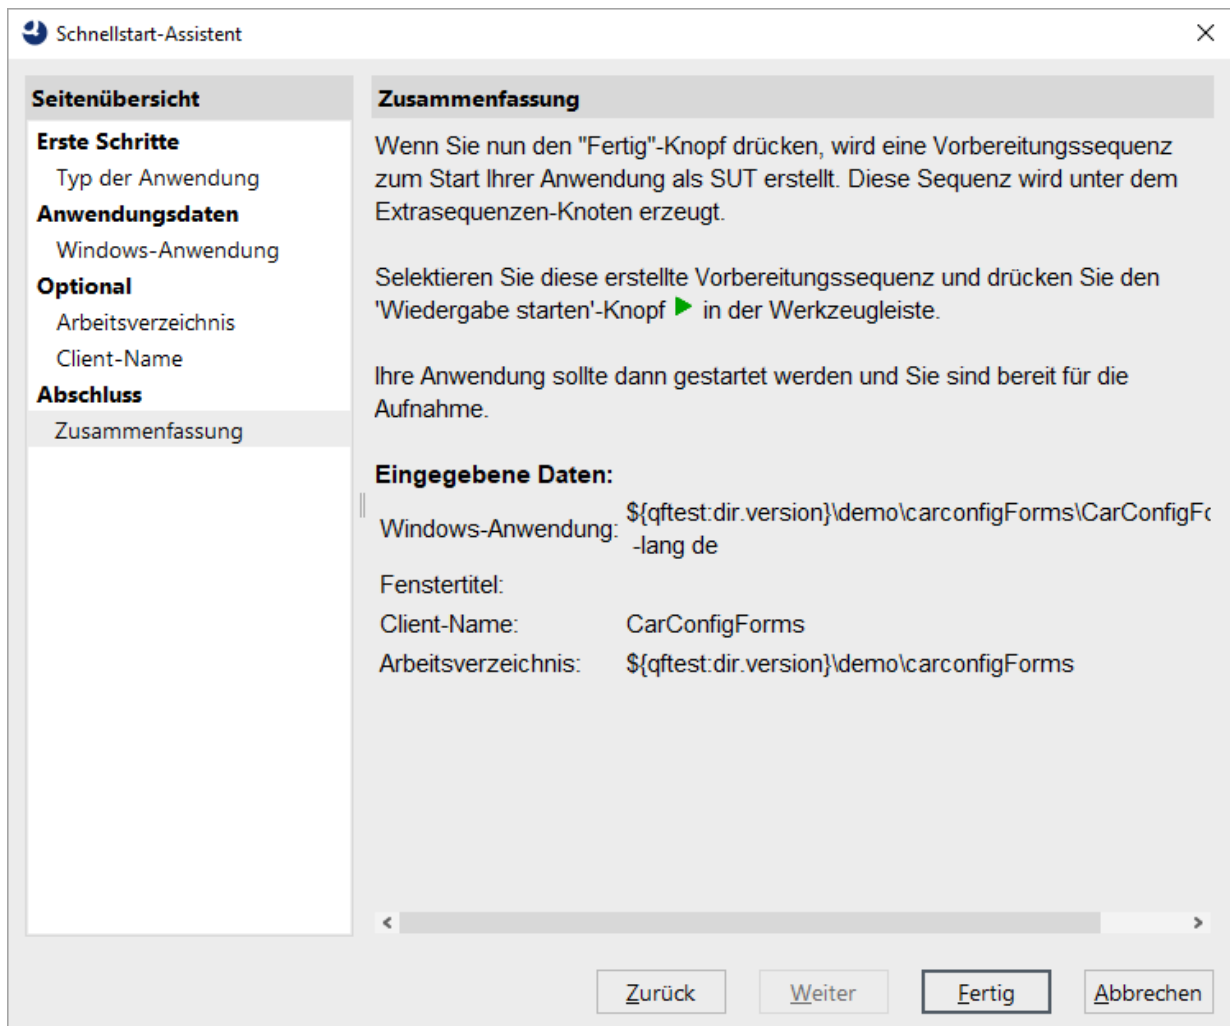 Schnellstart-Assistent
Seitenübersicht
Erste Schritte
Typ der Anwendung
Anwendungsdaten
Windows-Anwendung
Optional
Arbeitsverzeichnis
Client-Name
Abschluss
Zusammenfassung
Zusammenfassung
Wenn Sie nun den "Fertig"-Knopf drücken, wird eine Vorbereitungssequenz
zum Start Ihrer Anwendung als SUT erstellt. Diese Sequenz wird unter dem
Extrasequenzen-Knoten erzeugt.
Selektieren Sie diese erstellte Vorbereitungssequenz und drücken Sie den
'Wiedergabe starten'-Knopf in der Werkzeugleiste.
Ihre Anwendung sollte dann gestartet werden und Sie sind bereit für die
Aufnahme.
Eingegebene Daten:
Windows-Anwendung: ${qftest:dir.version}\demo\carconfigForms\CarConfigFo
-lang de
Fenstertitel:
Client-Name: CarConfigForms
Arbeitsverzeichnis: ${qftest:dir.version}\demo\carconfigForms
Zurück Weiter Fertig Abbrechen